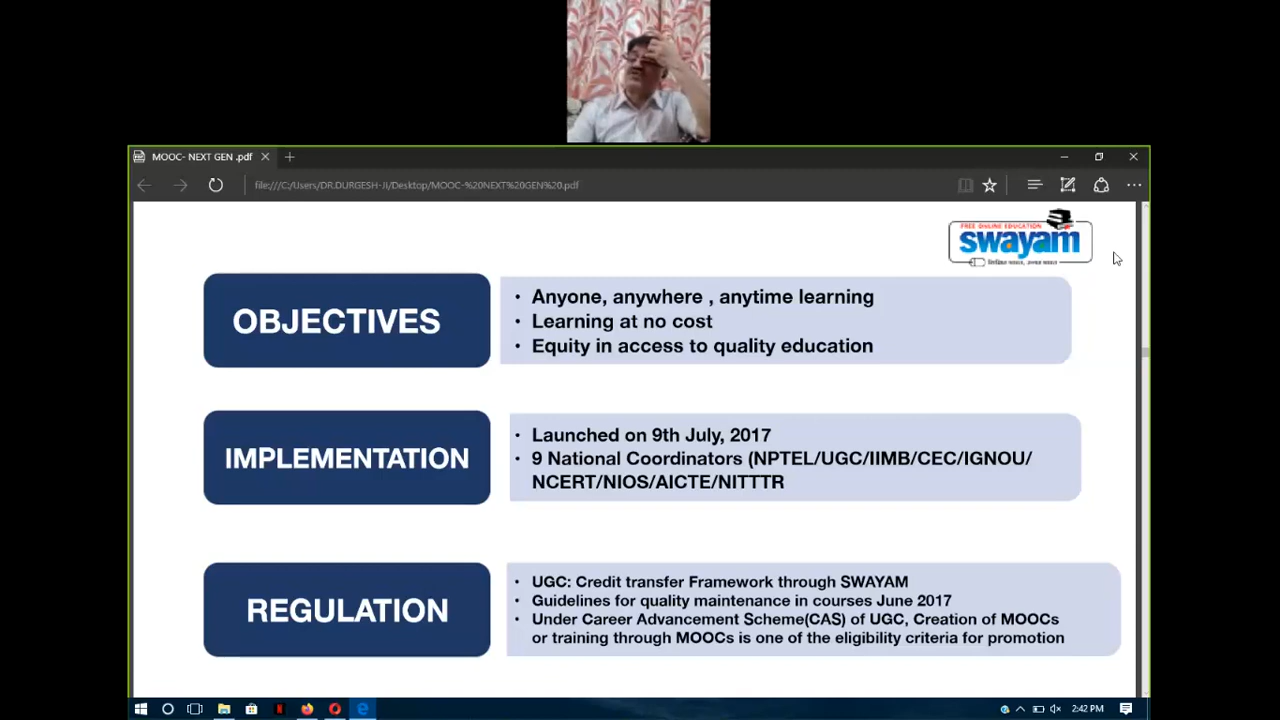 MOOC- NEXT GEN .pdf
file:///C:/Users/DR.DURGESH-JI/Desktop/MOOC-%20NEXT%20GEN%20.pdf
FREE ONLINE EDUCATION
swayam
OBJECTIVES
• Anyone, anywhere , anytime learning
• Learning at no cost
• Equity in access to quality education
IMPLEMENTATION
• Launched on 9th July, 2017
• 9 National Coordinators (NPTEL/UGC/IIMB/CEC/IGNOU/
NCERT/NIOS/AICTE/NITTTR
REGULATION
• UGC: Credit transfer Framework through SWAYAM
• Guidelines for quality maintenance in courses June 2017
• Under Career Advancement Scheme(CAS) of UGC, Creation of MOOCs
or training through MOOCs is one of the eligibility criteria for promotion
2:42 PM